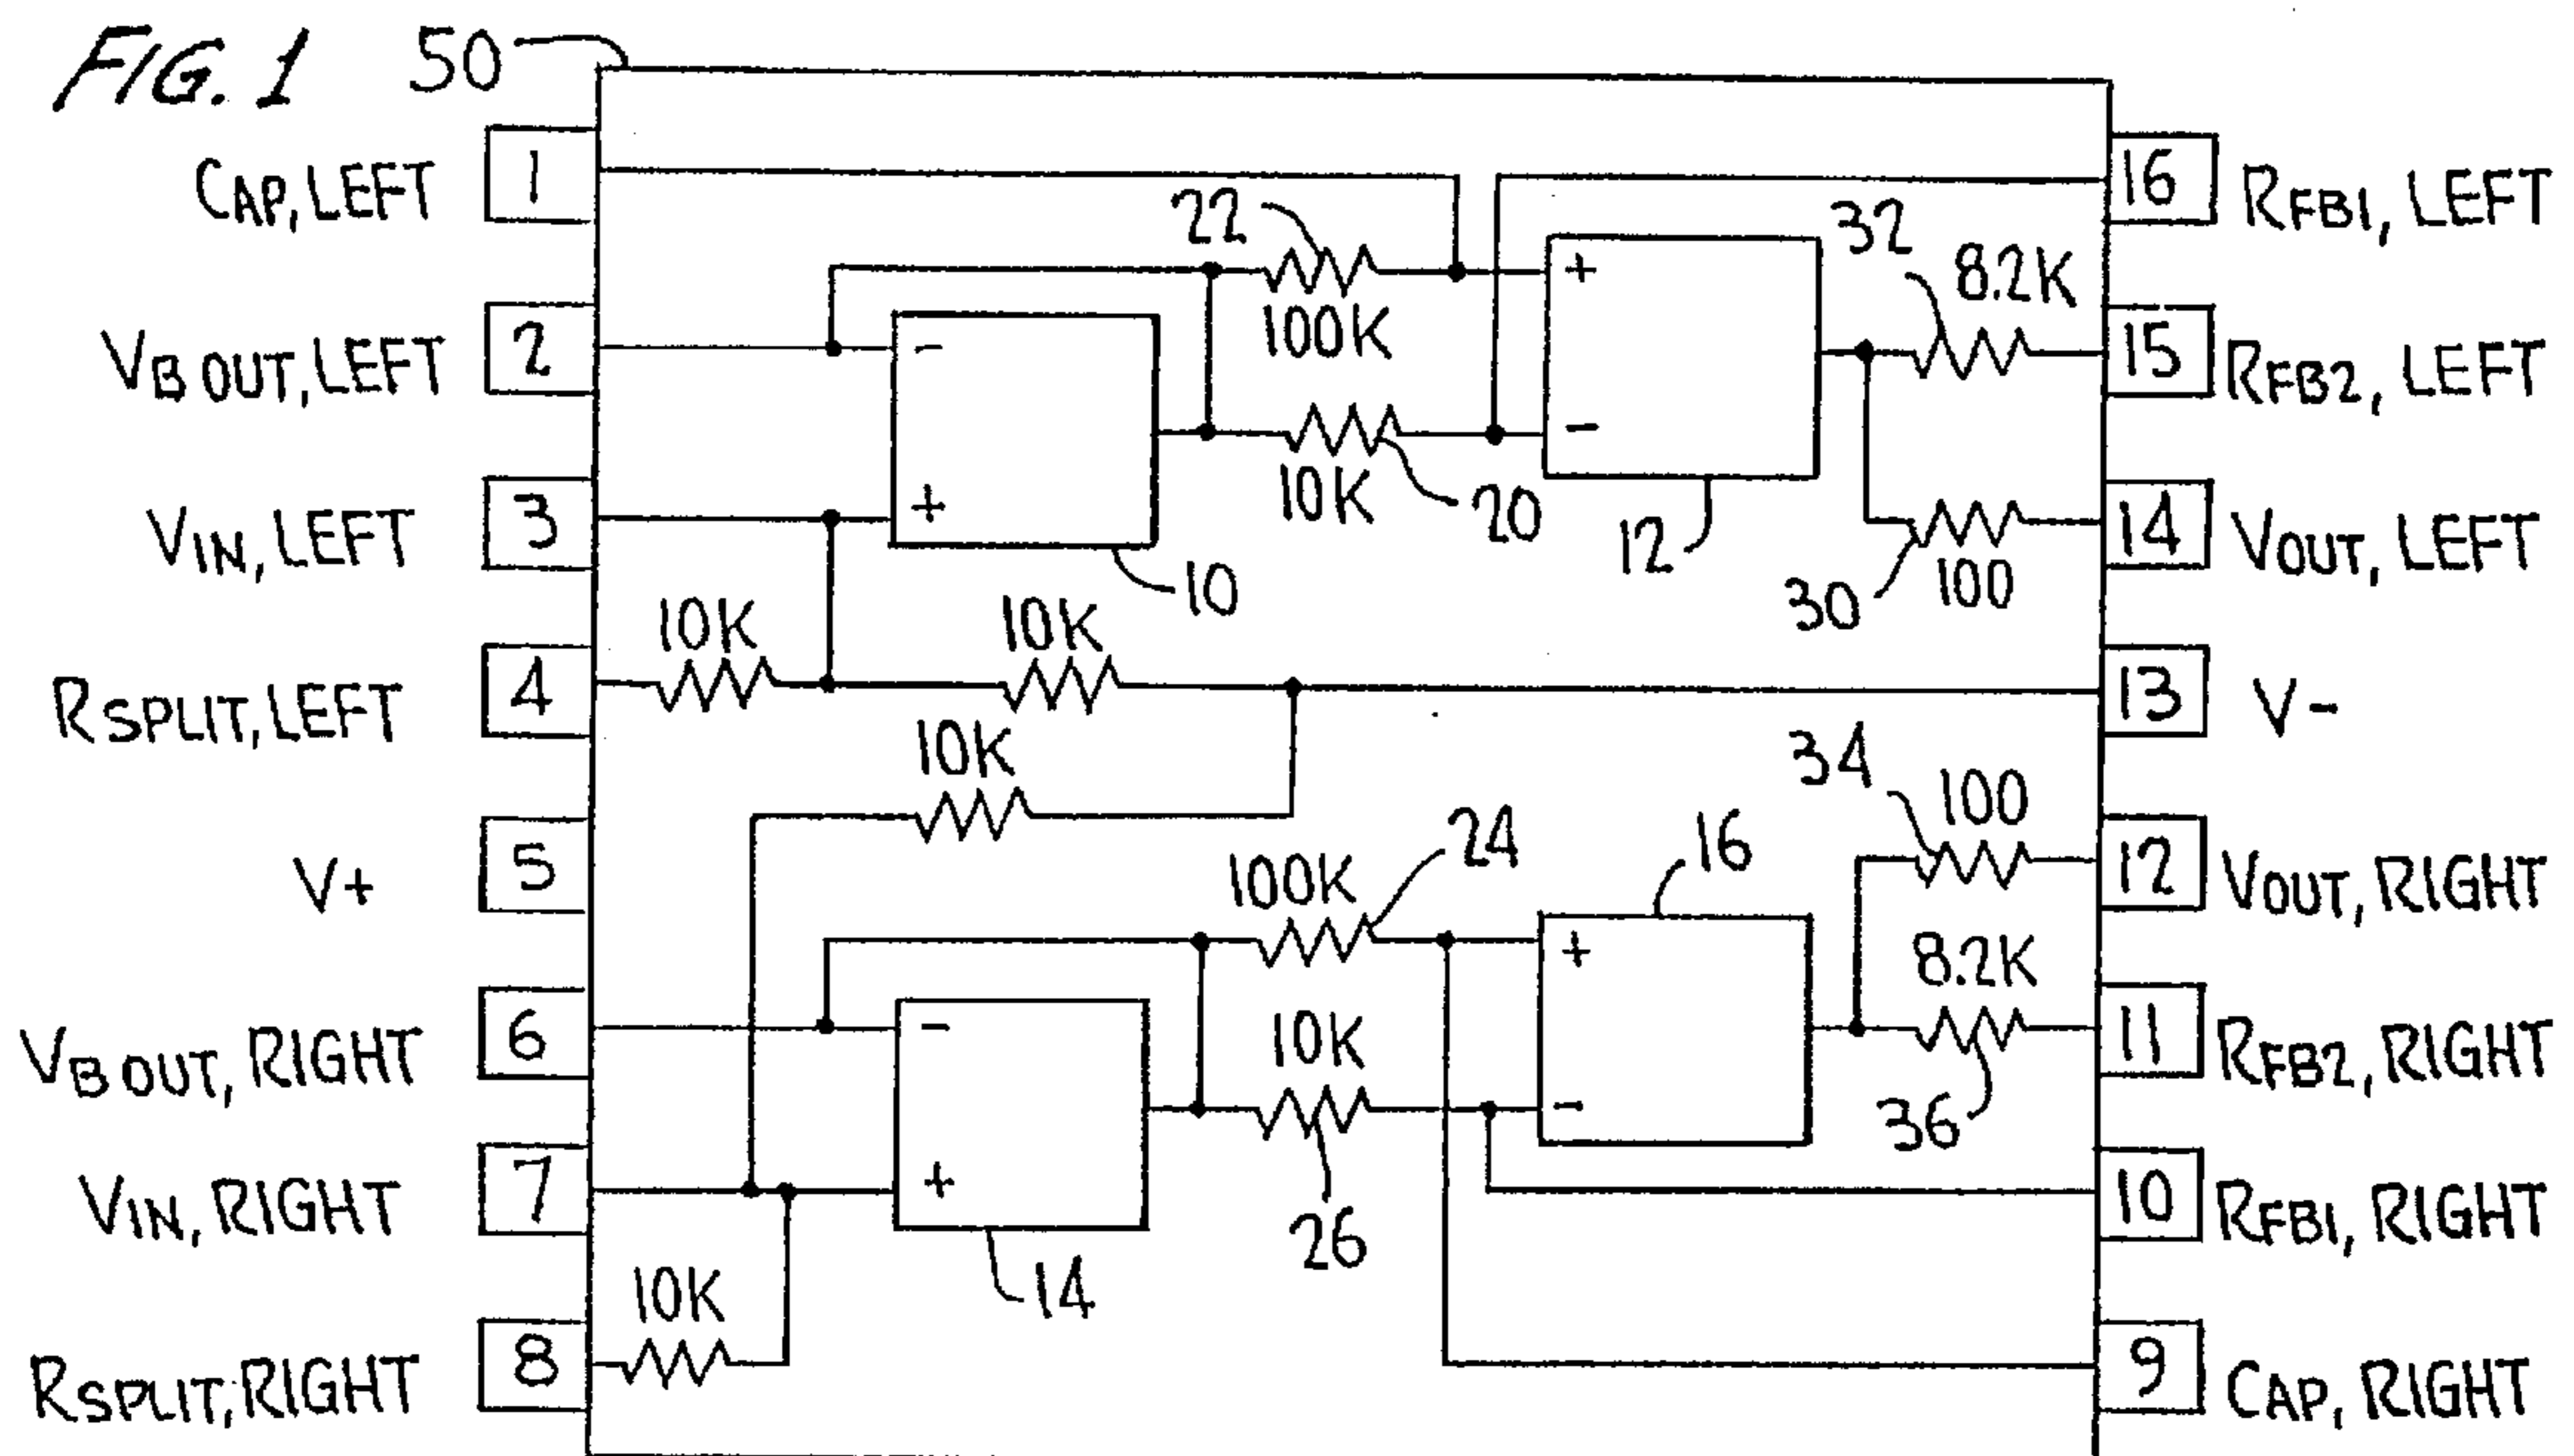 FIG. 1 50
1 CAP, LEFT
2 VB OUT, LEFT
3 VIN, LEFT
4 RSPLIT, LEFT
5 V+
6 VB OUT, RIGHT
7 VIN, RIGHT
8 RSPLIT, RIGHT
22
100K
-
+
10
10K
20
+
-
12
32
8.2K
30
100
10K
10K
10K
100K
24
16
34
100
8.2K
36
-
+
14
10K
26
+
-
10K
16 RFB1, LEFT
15 RFB2, LEFT
14 VOUT, LEFT
13 V-
12 VOUT, RIGHT
11 RFB2, RIGHT
10 RFB1, RIGHT
9 CAP, RIGHT